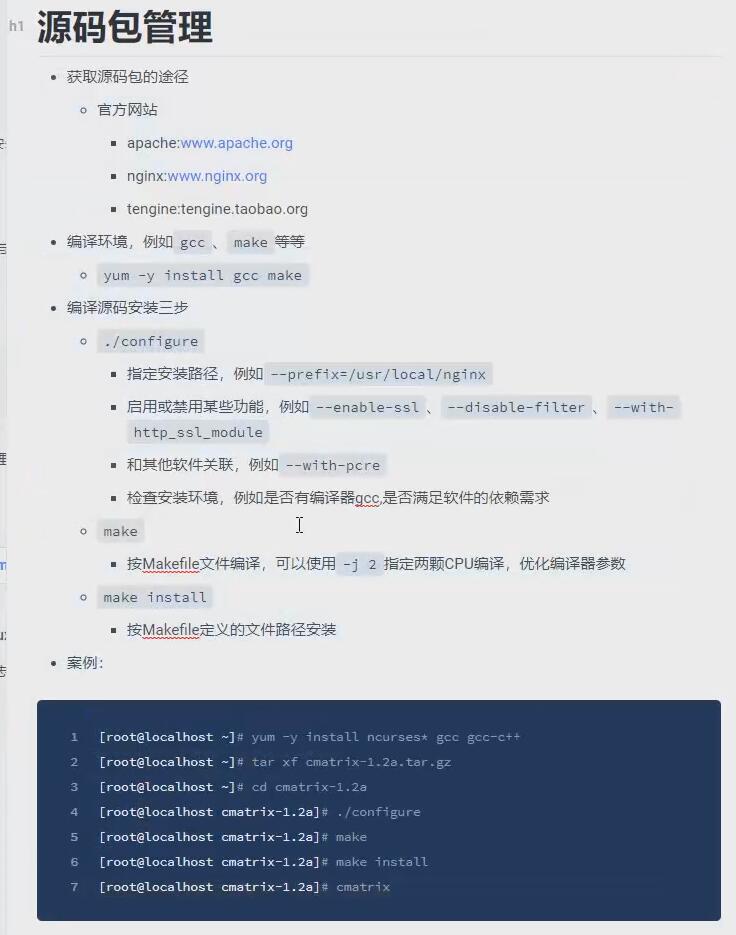 h1 源码包管理
获取源码包的途径
官方网站
apache:www.apache.org
nginx:www.nginx.org
tengine:tengine.taobao.org
编译环境，例如 gcc 、 make 等等
yum -y install gcc make
编译源码安装三步
./configure
指定安装路径，例如 --prefix=/usr/local/nginx
启用或禁用某些功能，例如 --enable-ssl 、 --disable-filter 、 --with-
http_ssl_module
和其他软件关联，例如 --with-pcre
检查安装环境，例如是否有编译器gcc,是否满足软件的依赖需求
make
按Makefile文件编译，可以使用 -j 2 指定两颗CPU编译，优化编译器参数
make install
按Makefile定义的文件路径安装
案例：
1 [root@localhost ~]# yum -y install ncurses* gcc gcc-c++
2 [root@localhost ~]# tar xf cmatrix-1.2a.tar.gz
3 [root@localhost ~]# cd cmatrix-1.2a
4 [root@localhost cmatrix-1.2a]# ./configure
5 [root@localhost cmatrix-1.2a]# make
6 [root@localhost cmatrix-1.2a]# make install
7 [root@localhost cmatrix-1.2a]# cmatrix